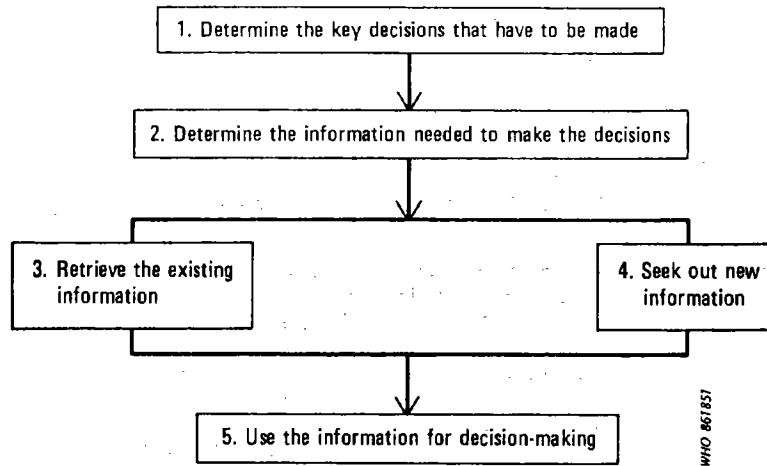 1. Determine the key decisions that have to be made
2. Determine the information needed to make the decisions
3. Retrieve the existing
information
4. Seek out new
information
5. Use the information for decision-making
WHO 861851